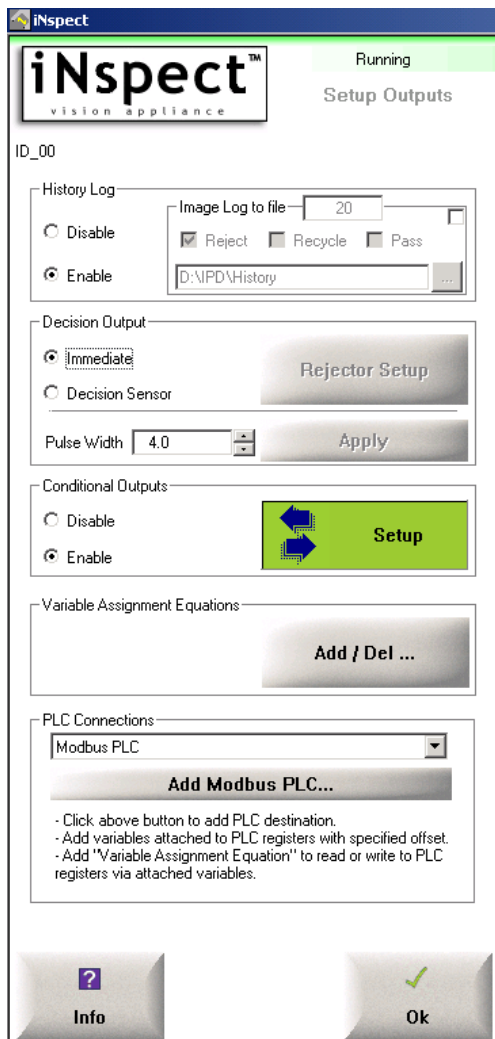 iNspect
iNspect™
vision appliance
Running
Setup Outputs
ID_00
History Log
Disable
Enable
Image Log to file 20
Reject Recycle Pass
D:\IPD\History ...
Decision Output
Immediate
Decision Sensor
Rejector Setup
Pulse Width 4.0 Apply
Conditional Outputs
Disable
Enable
Setup
Variable Assignment Equations
Add / Del ...
PLC Connections
Modbus PLC
Add Modbus PLC...
- Click above button to add PLC destination.
- Add variables attached to PLC registers with specified offset.
- Add "Variable Assignment Equation" to read or write to PLC
registers via attached variables.
?
Info Ok